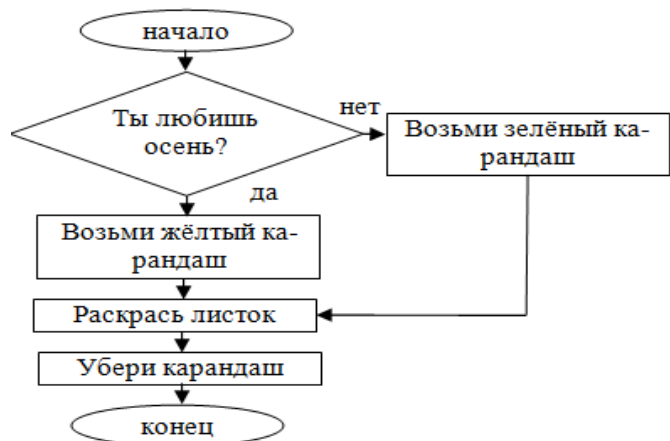 начало
Ты любишь
осень?
нет
Возьми зелёный ка-
рандаш
да
Возьми жёлтый ка-
рандаш
Раскрась листок
Убери карандаш
конец